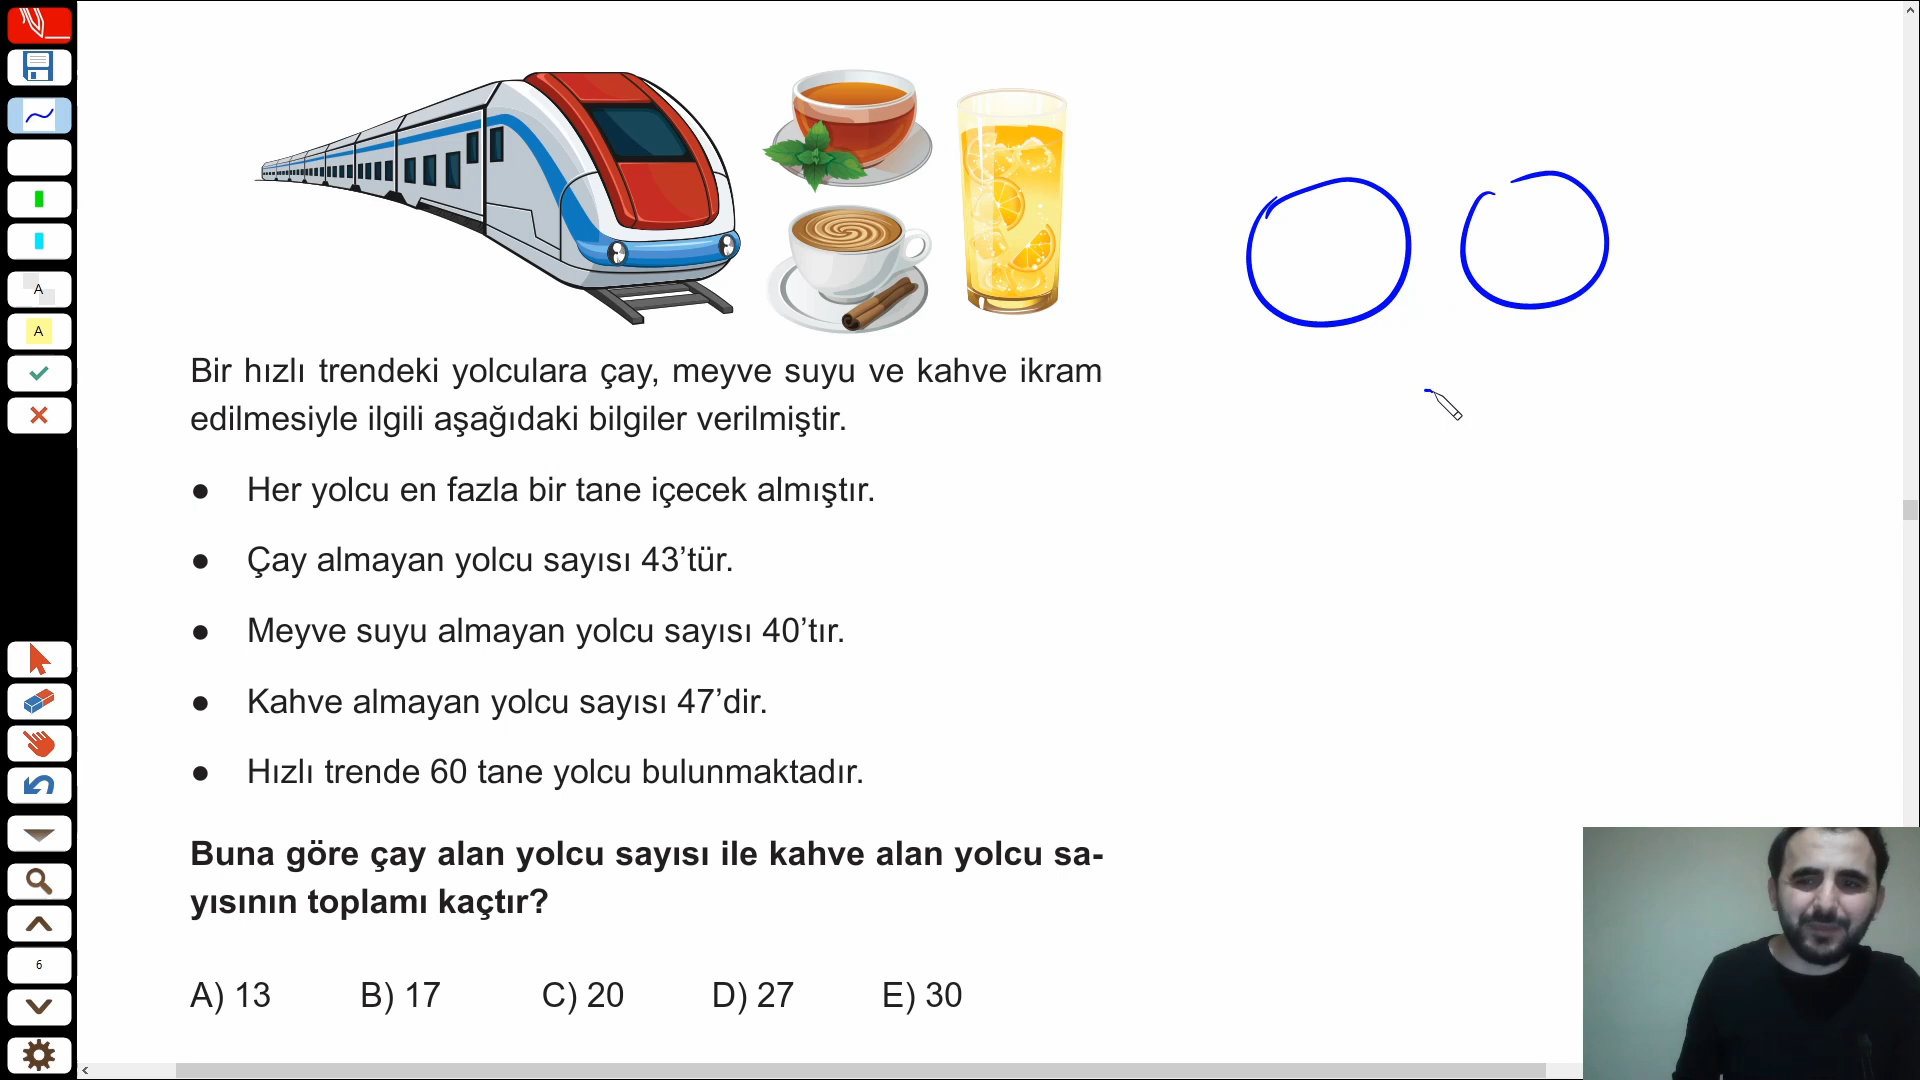 A
A
Bir hızlı trendeki yolculara çay, meyve suyu ve kahve ikram
edilmesiyle ilgili aşağıdaki bilgiler verilmiştir.
● Her yolcu en fazla bir tane içecek almıştır.
● Çay almayan yolcu sayısı 43’tür.
● Meyve suyu almayan yolcu sayısı 40’tır.
● Kahve almayan yolcu sayısı 47’dir.
● Hızlı trende 60 tane yolcu bulunmaktadır.
Buna göre çay alan yolcu sayısı ile kahve alan yolcu sa-
yısının toplamı kaçtır?
A) 13 B) 17 C) 20 D) 27 E) 30
6